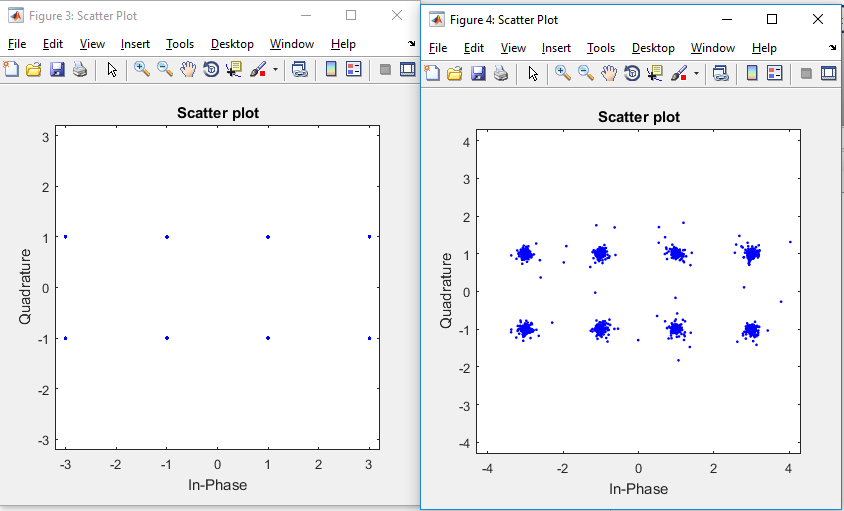 Figure 3: Scatter Plot
File Edit View Insert Tools Desktop Window Help
Scatter plot
3
2
1
0
-1
-2
-3
Quadrature
-3 -2 -1 0 1 2 3
In-Phase
Figure 4: Scatter Plot
File Edit View Insert Tools Desktop Window Help
Scatter plot
4
3
2
1
0
-1
-2
-3
-4
Quadrature
-4 -2 0 2 4
In-Phase